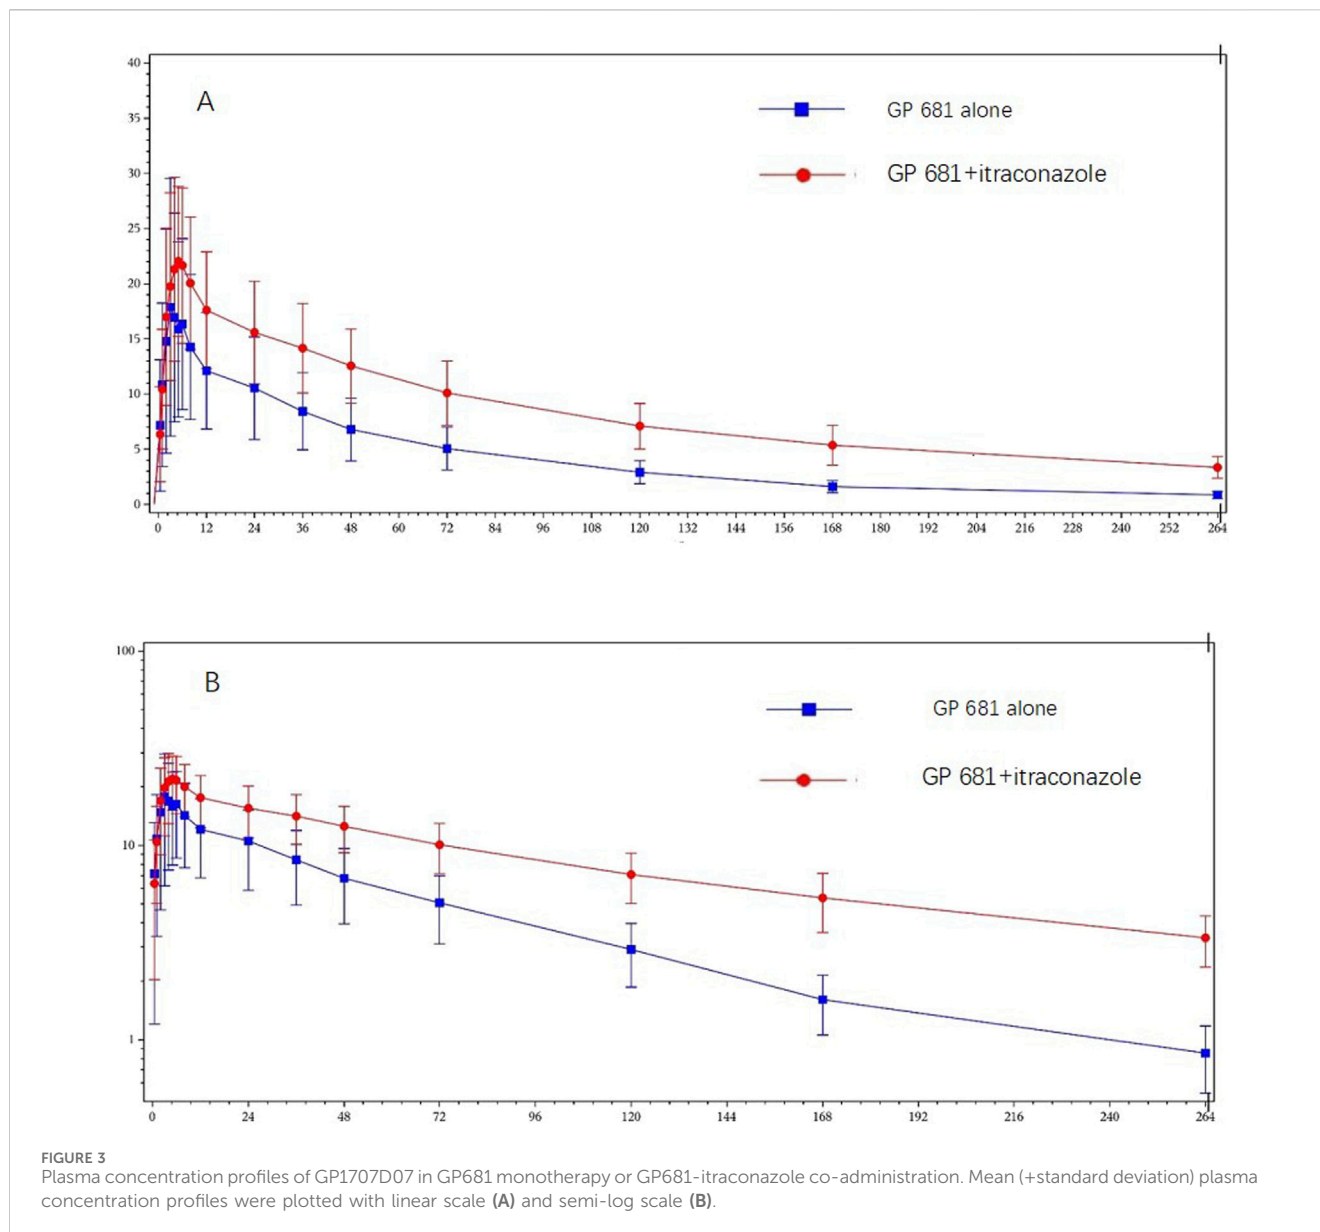 40
35
30
25
20
15
10
5
0
A
GP 681 alone
GP 681+itraconazole
0 12 24 36 48 60 72 84 96 108 120 132 144 156 168 180 192 204 216 228 240 252 264
100
10
1
B
GP 681 alone
GP 681+itraconazole
0 24 48 72 96 120 144 168 192 216 240 264
FIGURE 3
Plasma concentration profiles of GP1707D07 in GP681 monotherapy or GP681-itraconazole co-administration. Mean (+standard deviation) plasma
concentration profiles were plotted with linear scale (A) and semi-log scale (B).